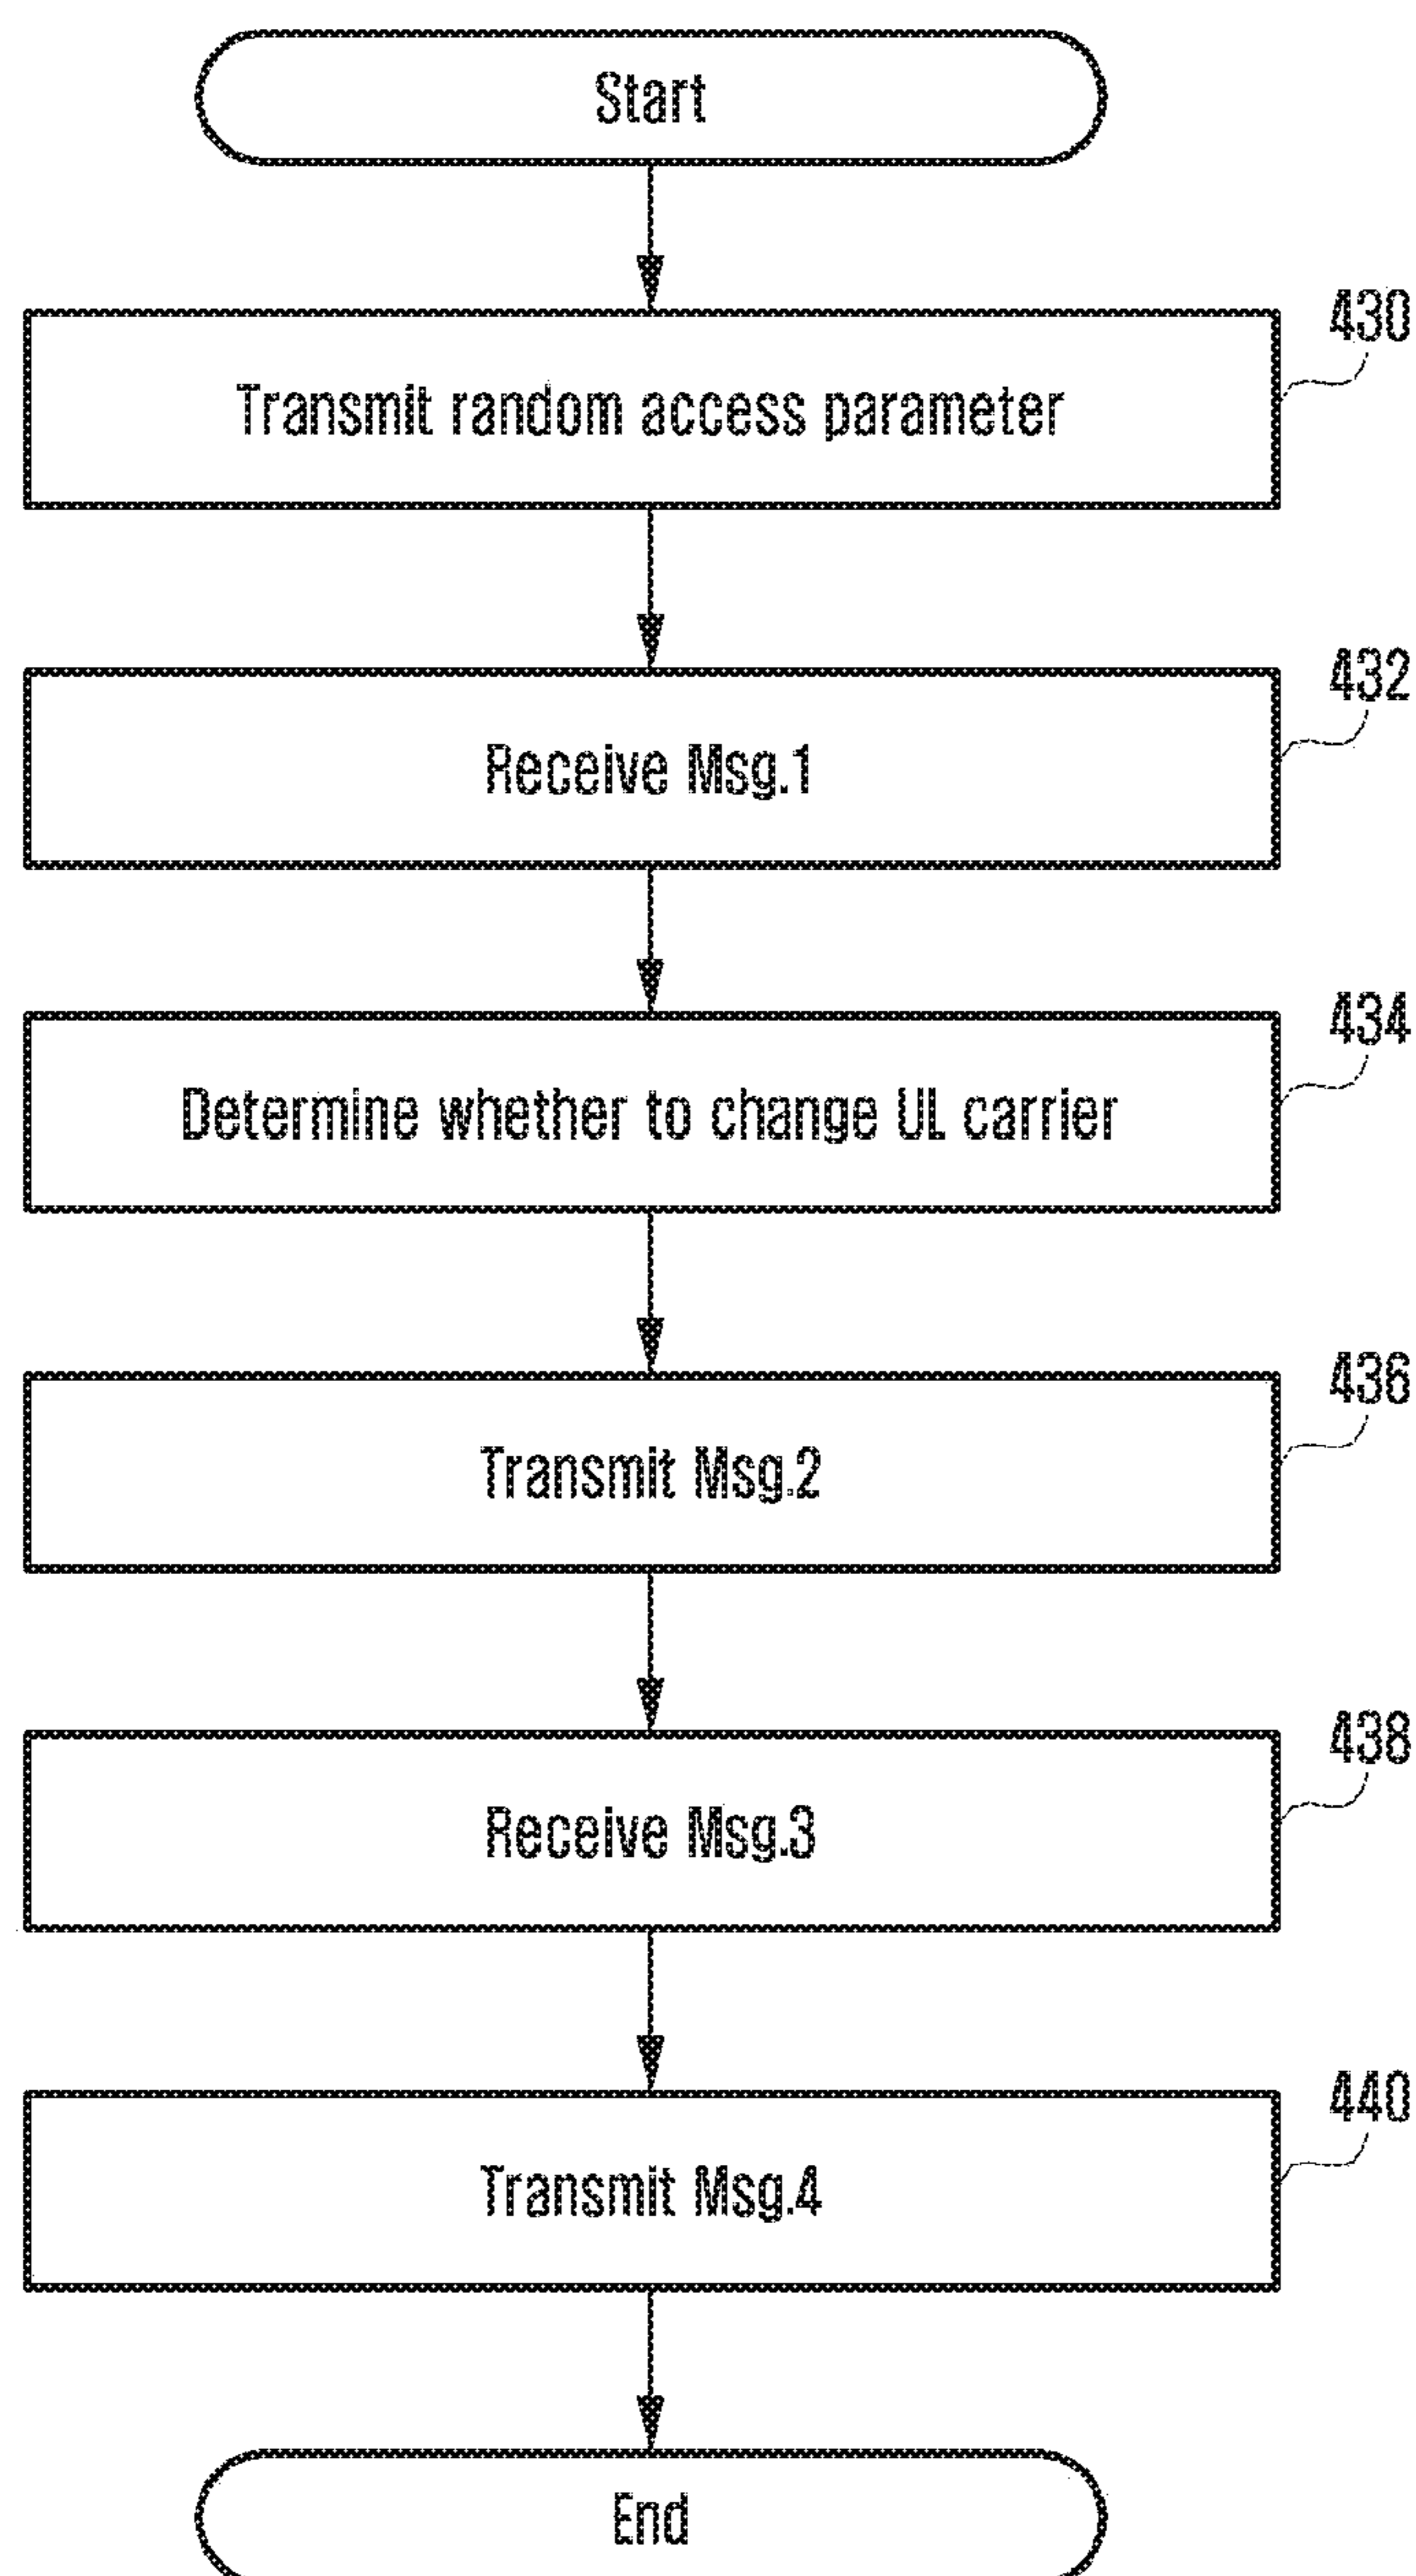 Start
430
Transmit random access parameter
432
Receive Msg.1
434
Determine whether to change UL carrier
436
Transmit Msg.2
438
Receive Msg.3
440
Transmit Msg.4
End